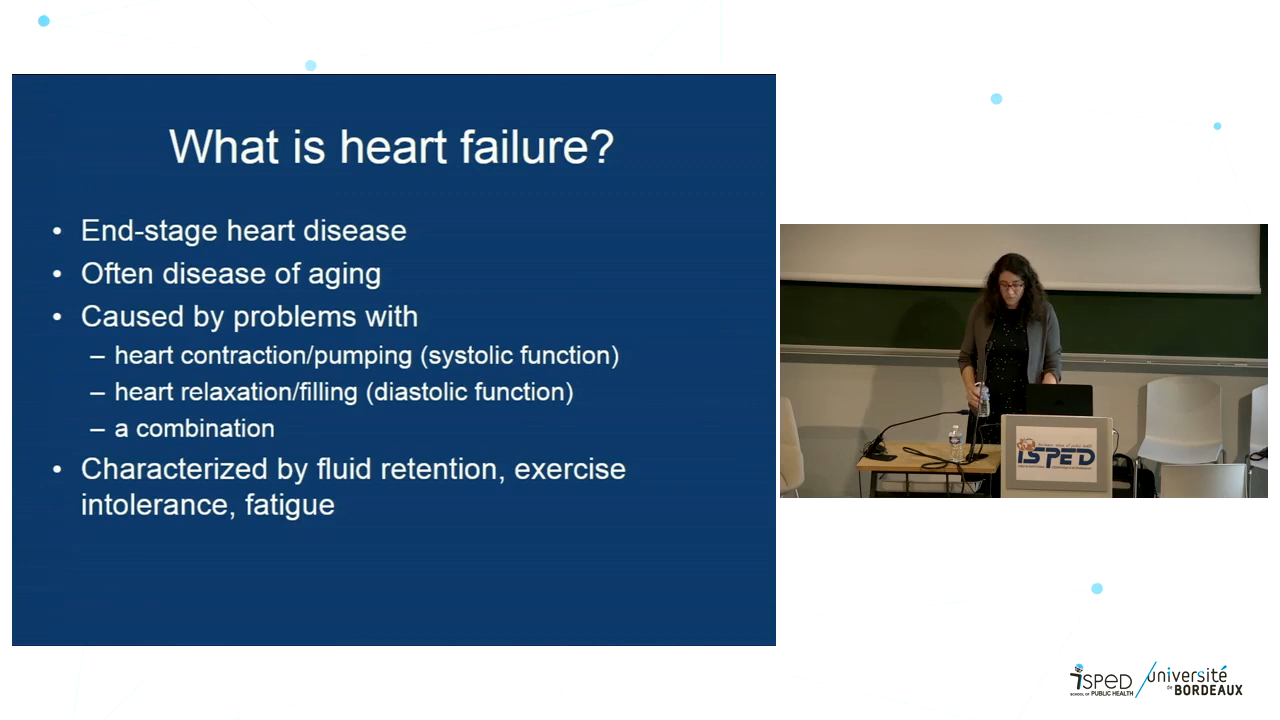 What is heart failure?
• End-stage heart disease
• Often disease of aging
• Caused by problems with
– heart contraction/pumping (systolic function)
– heart relaxation/filling (diastolic function)
– a combination
• Characterized by fluid retention, exercise
intolerance, fatigue
ISPED
ISPED
SCHOOL OF PUBLIC HEALTH
université
de BORDEAUX